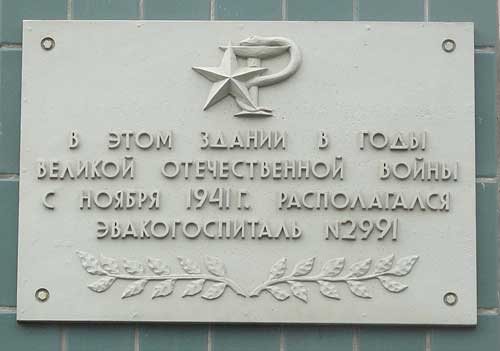 В ЭТОМ ЗДАНИИ В ГОДЫ
ВЕЛИКОЙ ОТЕЧЕСТВЕННОЙ ВОЙНЫ
С НОЯБРЯ 1941 Г. РАСПОЛАГАЛСЯ
ЭВАКОГОСПИТАЛЬ №2991